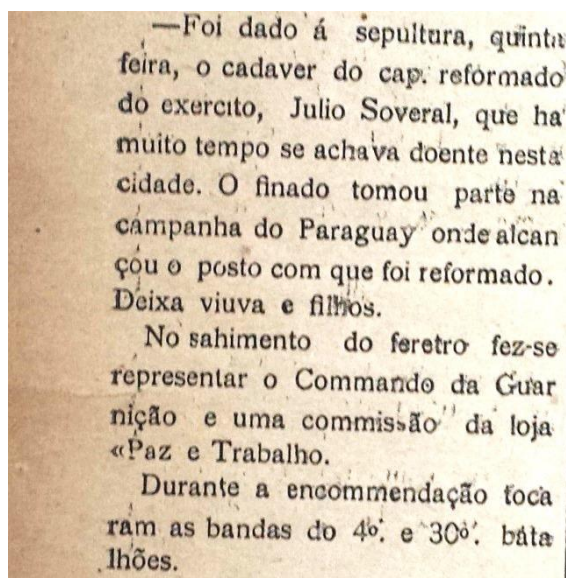 —Foi dado á sepultura, quinta
feira, o cadaver do cap. reformado
do exercito, Julio Soveral, que ha
muito tempo se achava doente nesta
cidade. O finado tomou parte na
campanha do Paraguay onde alcan
çou o posto com que foi reformado.
Deixa viuva e filhos.
No sahimento do feretro fez-se
representar o Commando da Guar
nição e uma commissão da loja
«Paz e Trabalho.
Durante a encommendação toca
ram as bandas do 4º. e 30º. bata
lhões.